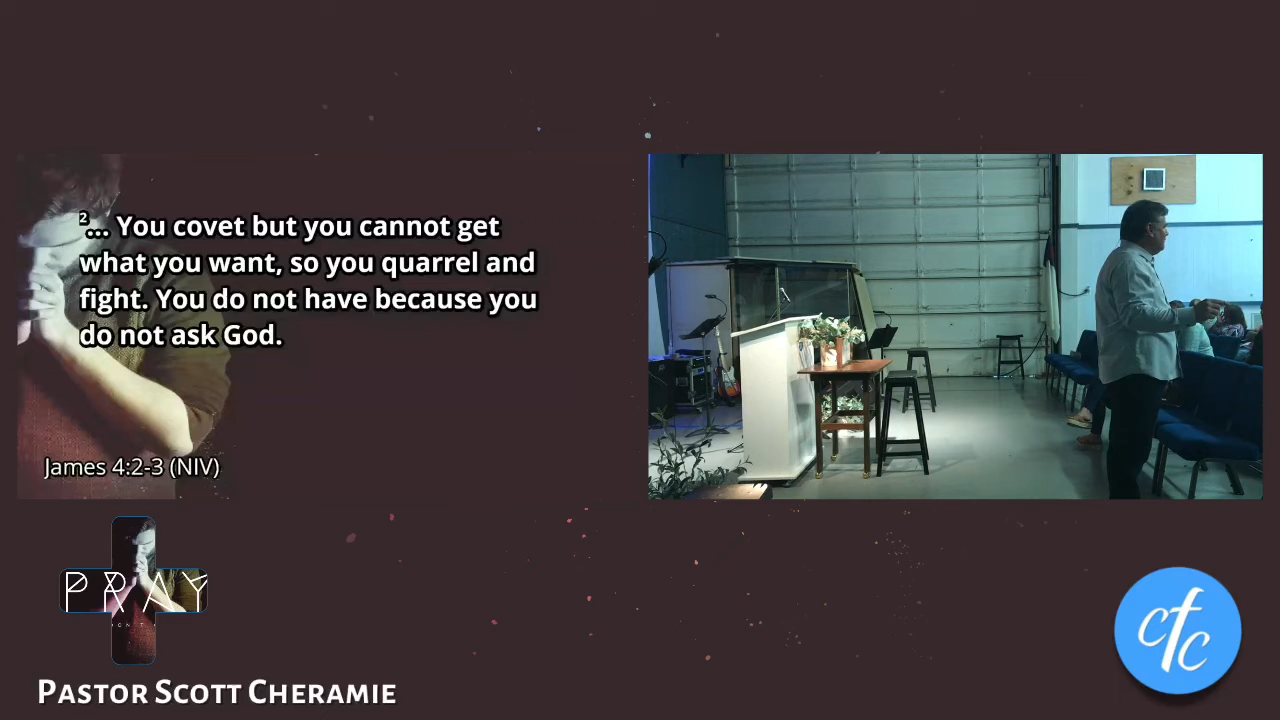 ²... You covet but you cannot get
what you want, so you quarrel and
fight. You do not have because you
do not ask God.
James 4:2-3 (NIV)
PRAY
cfc
PASTOR SCOTT CHERAMIE